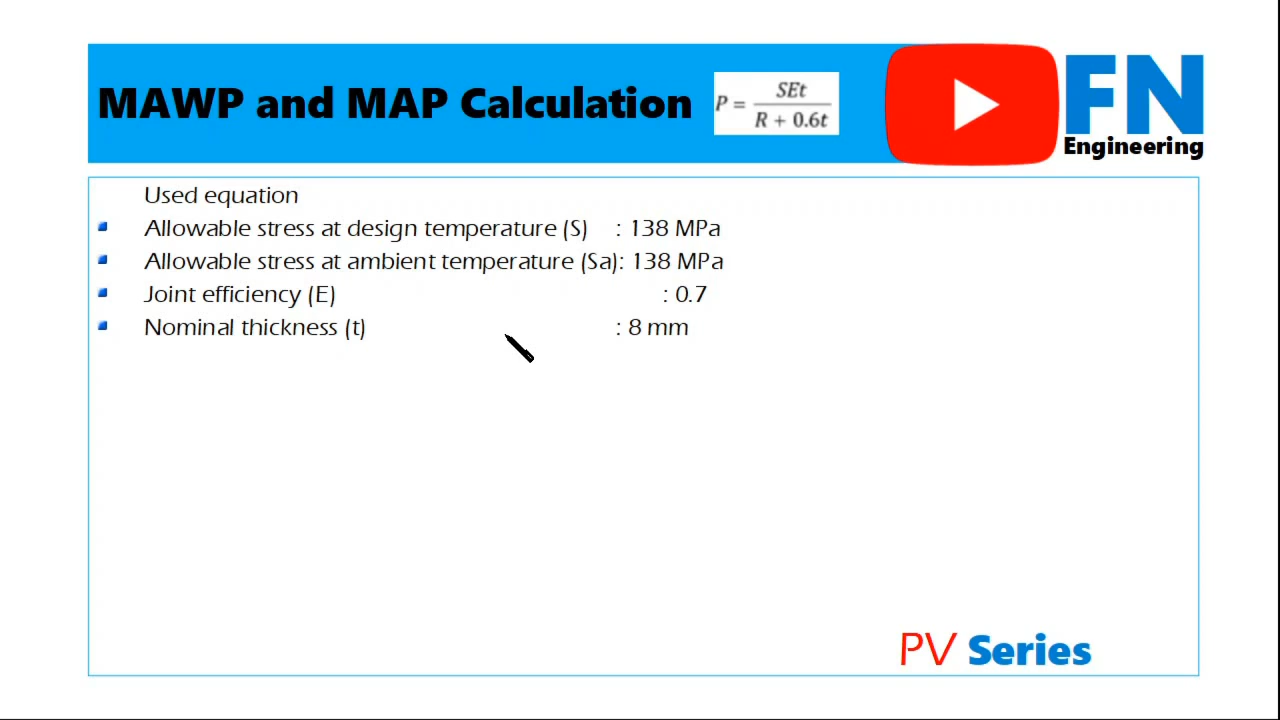 MAWP and MAP Calculation
P = SEt / R + 0.6t
FN
Engineering
Used equation
Allowable stress at design temperature (S) : 138 MPa
Allowable stress at ambient temperature (Sa): 138 MPa
Joint efficiency (E) : 0.7
Nominal thickness (t) : 8 mm
PV Series